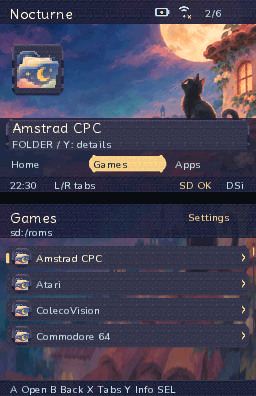 Nocturne 2/6
Amstrad CPC
FOLDER / Y: details
Home Games Apps
22:30 L/R tabs SD OK DSi
Games Settings
sd:/roms
Amstrad CPC
Atari
ColecoVision
Commodore 64
A Open B Back X Tabs Y Info SEL